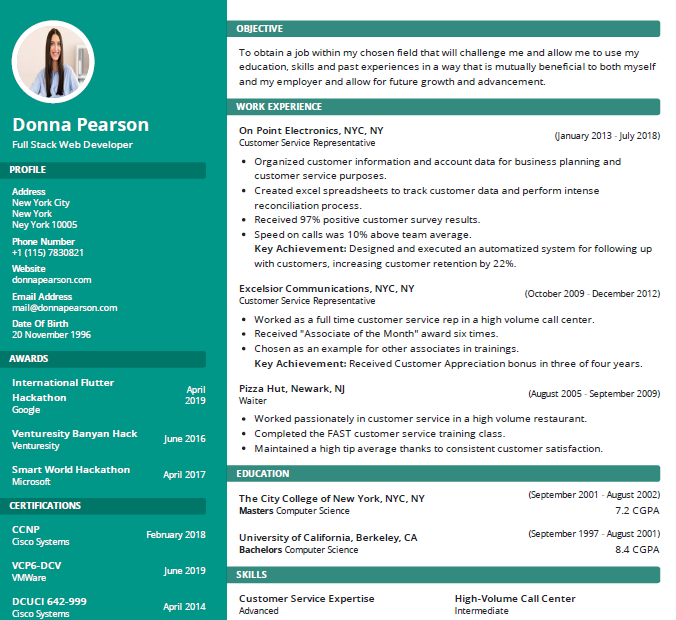 Donna Pearson
Full Stack Web Developer
PROFILE
Address
New York City
New York
Ney York 10005
Phone Number
+1 (115) 7830821
Website
donnapearson.com
Email Address
mail@donnapearson.com
Date Of Birth
20 November 1996
AWARDS
International Flutter
Hackathon
April
2019
Google
Venturesity Banyan Hack
June 2016
Venturesity
Smart World Hackathon
April 2017
Microsoft
CERTIFICATIONS
CCNP
February 2018
Cisco Systems
VCP6-DCV
June 2019
VMWare
DCUCI 642-999
April 2014
Cisco Systems
OBJECTIVE
To obtain a job within my chosen field that will challenge me and allow me to use my
education, skills and past experiences in a way that is mutually beneficial to both myself
and my employer and allow for future growth and advancement.
WORK EXPERIENCE
On Point Electronics, NYC, NY
(January 2013 - July 2018)
Customer Service Representative
• Organized customer information and account data for business planning and
customer service purposes.
• Created excel spreadsheets to track customer data and perform intense
reconciliation process.
• Received 97% positive customer survey results.
• Speed on calls was 10% above team average.
Key Achievement: Designed and executed an automatized system for following up
with customers, increasing customer retention by 22%.
Excelsior Communications, NYC, NY
(October 2009 - December 2012)
Customer Service Representative
• Worked as a full time customer service rep in a high volume call center.
• Received "Associate of the Month" award six times.
• Chosen as an example for other associates in trainings.
Key Achievement: Received Customer Appreciation bonus in three of four years.
Pizza Hut, Newark, NJ
(August 2005 - September 2009)
Waiter
• Worked passionately in customer service in a high volume restaurant.
• Completed the FAST customer service training class.
• Maintained a high tip average thanks to consistent customer satisfaction.
EDUCATION
The City College of New York, NYC, NY
(September 2001 - August 2002)
Masters Computer Science
7.2 CGPA
University of California, Berkeley, CA
(September 1997 - August 2001)
Bachelors Computer Science
8.4 CGPA
SKILLS
Customer Service Expertise
High-Volume Call Center
Advanced
Intermediate